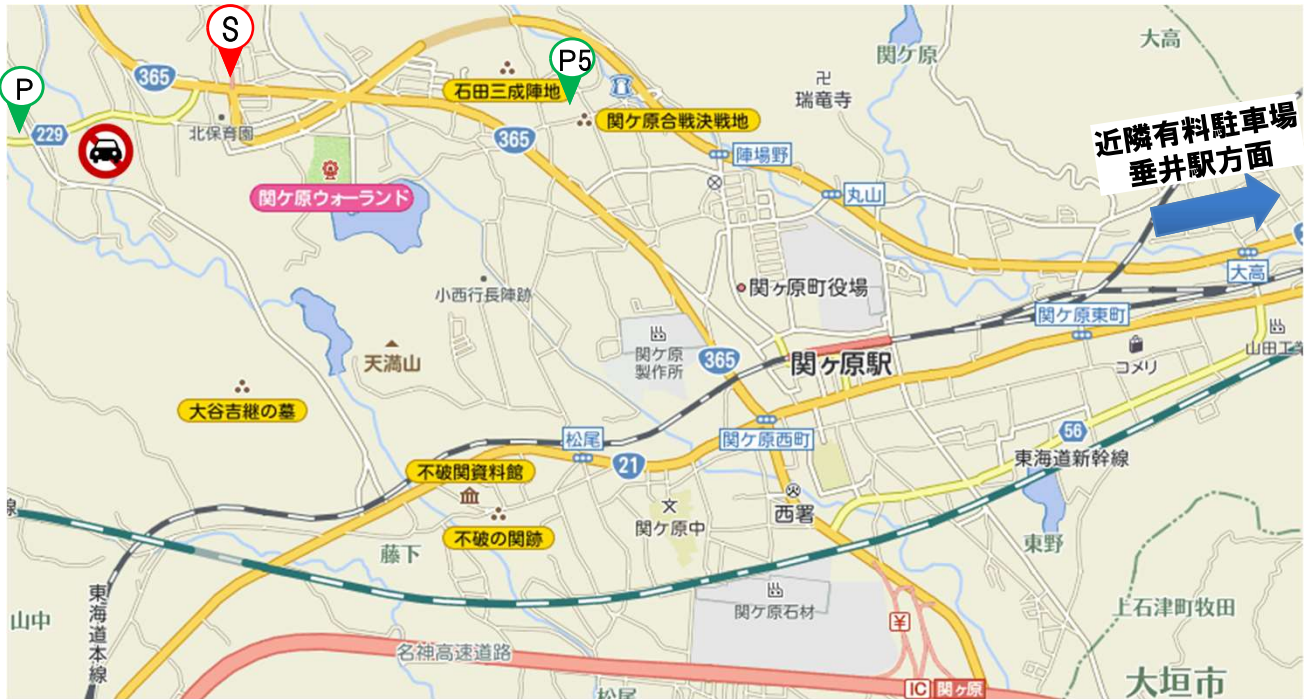 S
P
P5
365
229
北保育園
石田三成陣地
関ケ原合戦決戦地
365
関ケ原
大高
瑞竜寺
卍
近隣有料駐車場
垂井駅方面
陣場野
丸山
関ケ原ウォーランド
小西行長陣跡
関ヶ原町役場
大高
関ケ原東町
関ケ原
製作所
365
関ヶ原駅
コメリ
山田工業
天満山
大谷吉継の墓
松尾
関ケ原西町
56
21
東海道新幹線
不破関資料館
文
関ケ原中
西署
不破の関跡
藤下
東野
線
東海道本線
山中
関ケ原石材
¥
上石津町牧田
名神高速道路
大垣市
松尾
IC
関ヶ原